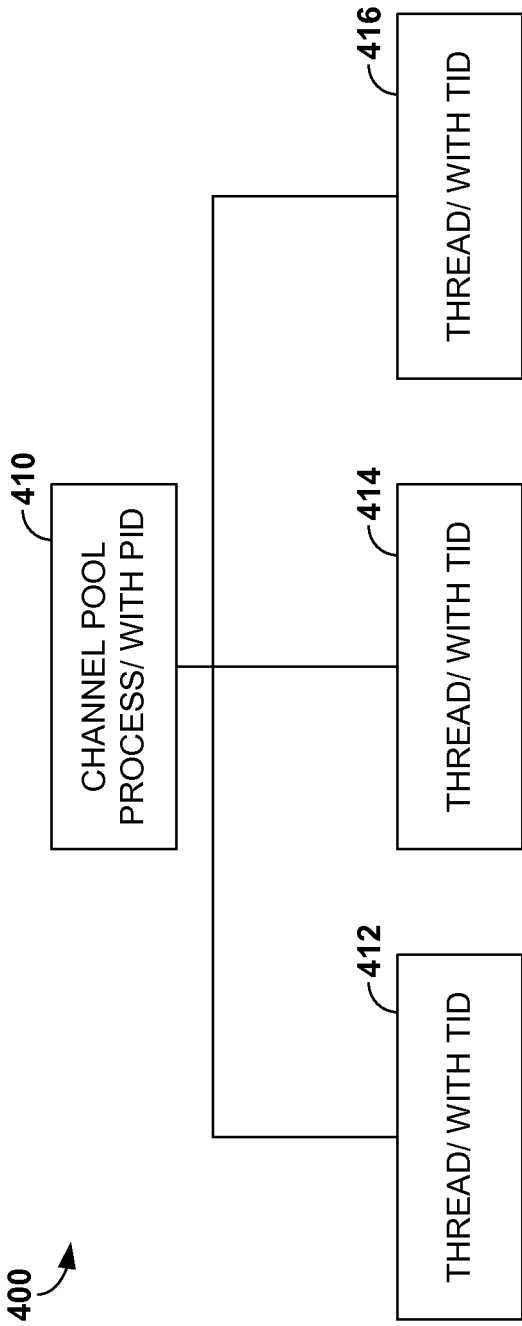 400
410
CHANNEL POOL
PROCESS/ WITH PID
412
THREAD/ WITH TID
414
THREAD/ WITH TID
416
THREAD/ WITH TID